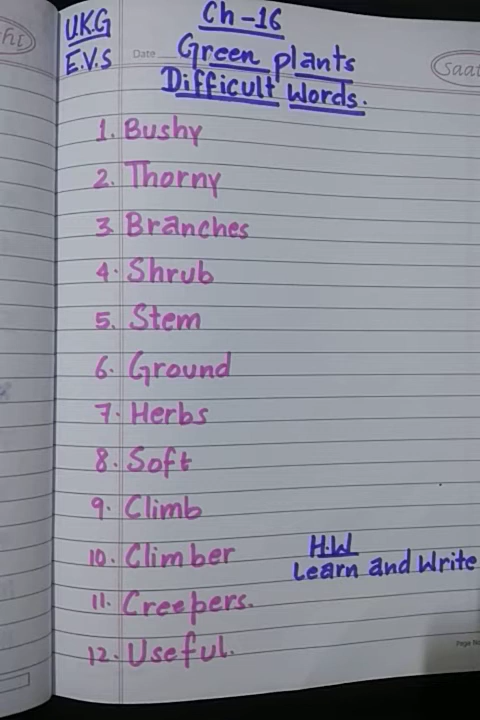 U.K.G
E.V.S
Ch-16
Date
Green plants
Difficult Words.
1. Bushy
2. Thorny
3 Branches
4. Shrub
5. Stem
6. Ground
7. Herbs
8. Soft
9. Climb
10. Climber
11. Creepers.
12. Useful.
H.W
Learn and Write